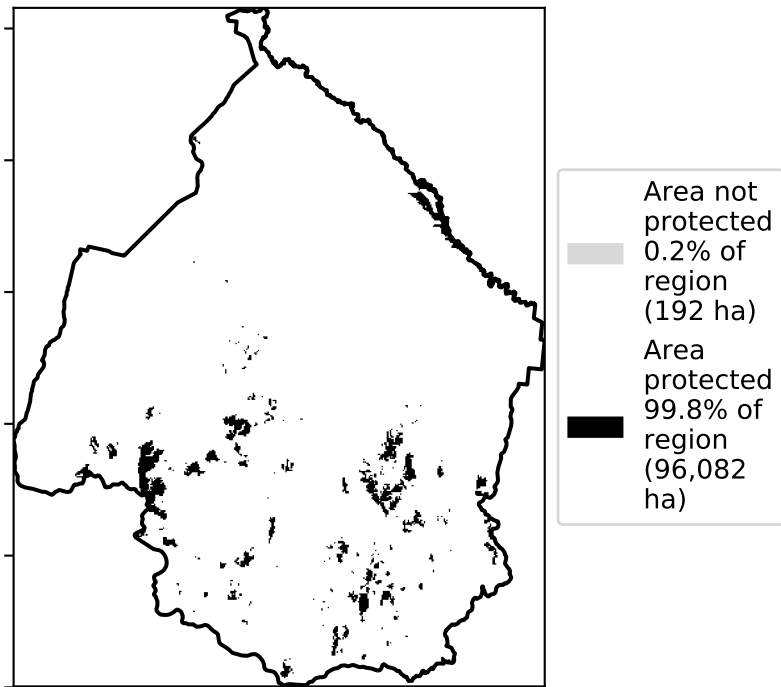 Area not
protected
0.2% of
region
(192 ha)
Area
protected
99.8% of
region
(96,082
ha)